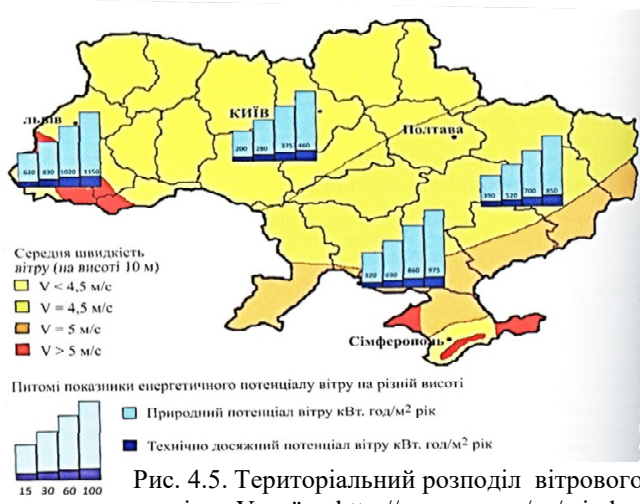 ЛЬВІВ
КИЇВ
Полтава
200 280 375 460
620 830 1020 1150
390 520 700 850
520 690 860 975
Середня швидкість
вітру (на висоті 10 м)
V < 4,5 м/с
V = 4,5 м/с
V = 5 м/с
V > 5 м/с
Сімферополь
Питомі показники енергетичного потенціалу вітру на різній висоті
Природний потенціал вітру кВт. год/м² рік
Технічно досяжний потенціал вітру кВт. год/м² рік
15 30 60 100
Рис. 4.5. Територіальний розподіл вітрового